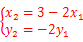 {x₂ = 3 − 2x₁
y₂ = −2y₁